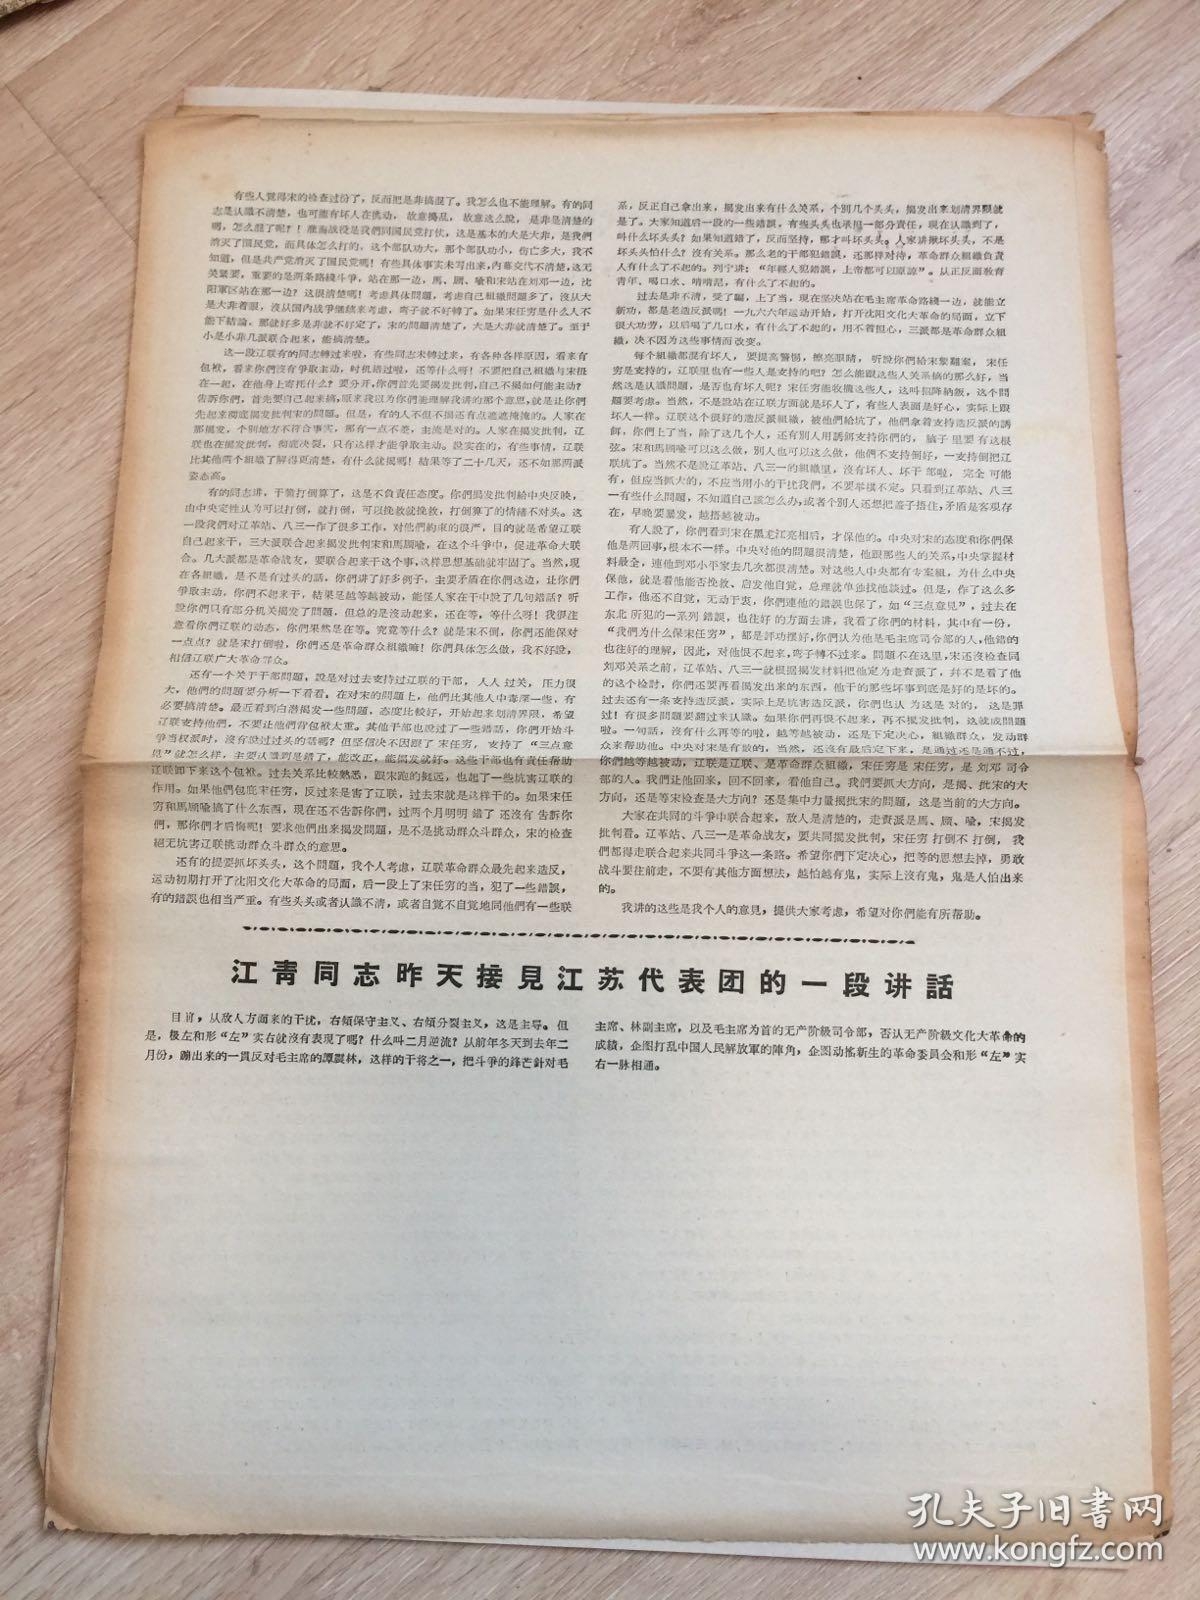 有些人觉得宋的检查过份了，反而把是非搞混了。我怎么也不能理解。有的同
志是认識不清楚，也可能有坏人在挑动，故意捣乱，故意这么說，是非是清楚的
嗎，怎么混了呢？！淮海战役是我們同国民党打仗，这是基本的大是大非，是我們
消灭了国民党，而具体怎么打的，这个部队功大，那个部队功小，伤亡多大，我不
知道，但是共产党消灭了国民党嗎！有些具体事实未写出来，内幕交代不清楚，这无
关緊要，重要的是两条路綫斗爭，站在那一边，馬、顧、喻和宋站在刘邓一边，沈
阳軍区站在那一边？这很清楚嗎！考虑具体問題，考虑自己組織問題多了，沒从大
是大非着眼，沒从国内战爭继续来考虑，弯子就不好轉了。如果宋任穷是什么人不
能下結論，那就好多是非就不好定了，宋的問題清楚了，大是大非就清楚了。至于
小是小非几派联合起来，能搞清楚。
这一段辽联有的同志轉过来啦，有些同志未轉过来，有各种各样原因，看来有
包袱，看来你們沒有爭取主动，时机錯过啦，还等什么呀！不要把自己組織与宋捆
在一起，在他身上寄托什么？要分开，你們首先要揭发批判，自己不揭如何能主动？
告訴你們，首先要自己起来搞，原来我以为你們能理解我讲的那个意思，就是让你們
先起来彻底揭发批判宋的問題。但是，有的人不但不揭还有点遮遮掩掩的。人家在
那揭发，个别地方不符合事实，那有一点不差，主流是对的。人家在揭发批判，辽
联也在揭发批判，彻底决裂，只有这样才能爭取主动。說实在的，有些事情，辽联
比其他两个組織了解得更清楚，有什么就揭嗎！結果等了二十几天，还不如那两派
姿态高。
有的同志讲，干脆打倒算了，这是不負責任态度。你們揭发批判給中央反映，
由中央定性认为可以打倒，就打倒，可以挽救就挽救，打倒算了的情緒不对头。这
一段我們对辽革站、八三一作了很多工作，对他們約束的很严，目的就是希望辽联
自己起来干，三大派联合起来揭发批判宋和馬顧喻，在这个斗爭中，促进革命大联
合。几大派都是革命战友，要联合起来干这个事，这样思想基础就牢固了。当然，現
在各組織，是不是有过头的話，你們讲了好多例子，主要矛盾在你們这边，让你們
爭取主动，你們不起来干，結果是越等越被动，能怪人家在干中說了几句錯話？听
說你們只有部分机关揭发了問題，但总的是沒动起来，还在等，等什么呀！我很注
意看你們辽联的动态，你們果然是在等。究竟等什么？就是宋不倒，你們还能保对
一点点？就是宋打倒啦，你們还是革命群众組織嘛！你們具体怎么做，我不好說，
相信辽联广大革命群众。
还有一个关于干部問題，說是对过去支持过辽联的干部，人人过关，压力很
大，他們的問題要分析一下看看。在对宋的問題上，他們比其他人中毒深一些，有
必要搞清楚。最近看到白潜揭发一些問題，态度比較好，开始起来划清界限，希望
辽联支持他們，不要让他們背包袱太重。其他干部也說过了一些錯話，你們开始斗
爭当权派时，沒有說过过头的話嗎？但坚信决不因跟了宋任穷，支持了“三点意
見”就怎么样，主要认識到是錯了，能改正，能揭发就好。这些干部也有責任帮助
辽联卸下来这个包袱。过去关系比較熟悉，跟宋跑的挺远，也起了一些坑害辽联的
作用。如果他們包庇宋任穷，反过来是害了辽联，过去宋就是这样干的。如果宋任
穷和馬顧喻搞了什么东西，現在还不告訴你們，过两个月明明錯了还沒有告訴你
們，那你們才后悔呢！要求他們出来揭发問題，是不是挑动群众斗群众，宋的检查
絕无坑害辽联挑动群众斗群众的意思。
还有的提要抓坏头头，这个問題，我个人考虑，辽联革命群众最先起来造反，
运动初期打开了沈阳文化大革命的局面，后一段上了宋任穷的当，犯了一些錯誤，
有的錯誤也相当严重。有些头头或者认識不清，或者自觉不自觉地同他們有一些联
系，反正自己拿出来，揭发出来有什么关系，个别几个头头，揭发出来划清界限就
是了。大家知道后一段的一些錯誤，有些头头也承担一部分責任，現在认識到了，
叫什么坏头头？如果知道錯了，反而坚持，那才叫坏头头。人家讲揪坏头头，不是
坏头头怕什么？沒有关系。那么老的干部犯錯誤，还那样对待，革命群众組織負責
人有什么了不起的。列宁讲：“年輕人犯錯誤，上帝都可以原諒”。从正反面教育
青年、喝口水、啃啃泥，有什么了不起的。
过去是非不清，受了騙，上了当，現在坚决站在毛主席革命路綫一边，就能立
新功，都是老造反派嗎！一九六六年运动开始，打开沈阳文化大革命的局面，立下
很大功劳，以后喝了几口水，有什么了不起的，用不着担心，三派都是革命群众組
織，决不因为这些事情而改变。
每个組織都混有坏人，要提高警惕，擦亮眼睛，听說你們給宋繫翻案，宋任
穷是支持的，辽联里也有一些人是支持的吧？怎么能跟这些人关系搞的那么好，当
然这是认識問題，是否也有坏人呢？宋任穷能收攏这些人，这叫招降納叛，这个問
題要考虑。当然，不是說站在辽联方面就是坏人了，有些人表面是好心，实际上跟
坏人一样。辽联这个很好的造反派組織，被他們給坑了，他們拿着支持造反派的誘
餌，你們上了当，除了这几个人，还有别人用誘餌支持你們的，脑子里要有这根
弦。宋和馬顧喻可以这么做，别人也可以这么做，他們不支持倒好，一支持倒把辽
联坑了。当然不是說辽革站、八三一的組織里，沒有坏人、坏干部啦，完全可能
有，但应当抓大的，不应当用小的干扰我們，不要举棋不定。只看到辽革站、八三
一有些什么問題，不知道自己該怎么办，或者个别人还想把盖子捂住，矛盾是客观存
在，早晚要暴发，越捂越被动。
有人說了，你們看到宋在黑龙江亮相后，才保他的。中央对宋的态度和你們保
他是两回事，根本不一样。中央对他的問題很清楚，他跟那些人的关系，中央掌握材
料最全，連他到邓小平家去几次都很清楚。对这些人中央都有专案組，为什么中央
保他，就是看他能否挽救、启发他自觉，总理就单独找他談过。但是，作了这么多
工作，他还不自觉，无动于衷，你們連他的錯誤也保了，如“三点意見”，过去在
东北所犯的一系列錯誤，也往好的方面去讲，我看了你們的材料，其中有一份，
“我們为什么保宋任穷”，都是評功摆好，你們认为他是毛主席司令部的人，他錯的
也往好的理解，因此，对他恨不起来，弯子轉不过来。問題不在这里，宋还沒检查同
刘邓关系之前，辽革站、八三一就根据揭发材料把他定为走資派了，幷不是看了他
的这个检討，你們还要再看揭发出来的东西，他干的那些坏事到底是好的是坏的。
过去还有一条支持造反派，实际上是坑害造反派，你們也认为这是对的，这是罪
过！有很多問題要翻过来认識。如果你們再恨不起来，再不揭发批判，这就成問題
啦。一句話，沒有什么再等的啦，越等越被动，还是下定决心，組織群众，发动群
众来帮助他。中央对宋是有数的，当然，还沒有最后定下来，是通过还是通不过，
你們越等越被动，辽联是辽联、是革命群众組織，宋任穷是宋任穷，是刘邓司令
部的人。我們让他回来，回不回来，看他自己。我們要抓大方向，是揭、批宋的大
方向，还是等宋检查是大方向？还是集中力量揭批宋的問題，这是当前的大方向。
大家在共同的斗爭中联合起来，敌人是清楚的，走資派是馬、顧、喻，宋揭发
批判看。辽革站、八三一是革命战友，要共同揭发批判，宋任穷打倒不打倒，我
們都得走联合起来共同斗爭这一条路。希望你們下定决心，把等的思想去掉，勇敢
战斗要往前走，不要有其他方面想法，越怕越有鬼，实际上沒有鬼，鬼是人怕出来
的。
我讲的这些是我个人的意見，提供大家考虑，希望对你們能有所帮助。
江青同志昨天接見江苏代表团的一段讲話
目前，从敌人方面来的干扰，右傾保守主义、右傾分裂主义，这是主导。但
是，极左和形“左”实右就沒有表現了嗎？什么叫二月逆流？从前年冬天到去年二
月份，蹦出来的一貫反对毛主席的譚震林，这样的干将之一，把斗爭的鋒芒針对毛
主席、林副主席，以及毛主席为首的无产阶級司令部，否认无产阶級文化大革命的
成績，企图打乱中国人民解放軍的陣角，企图动搖新生的革命委員会和形“左”实
右一脉相通。
孔夫子旧書网
www.kongfz.com